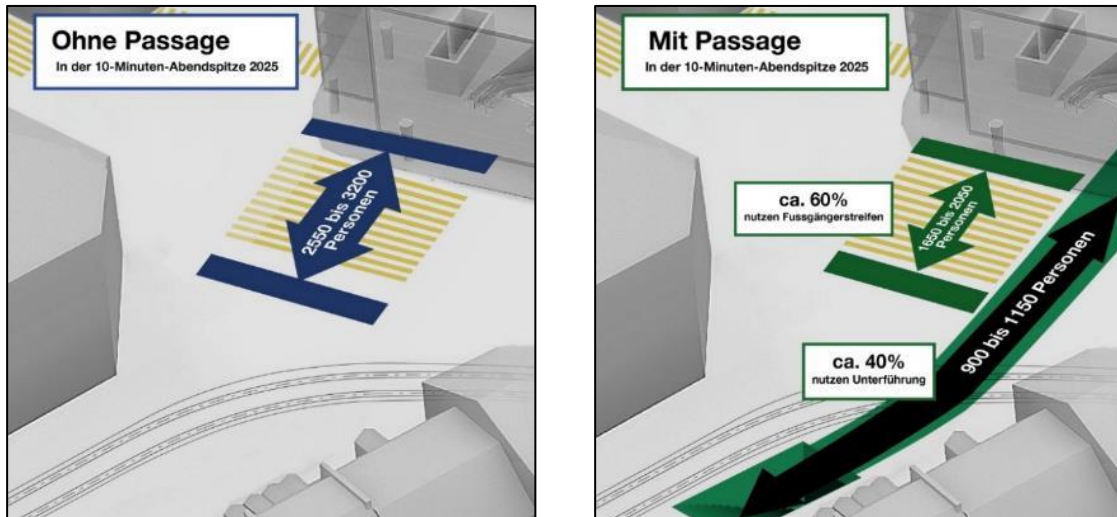 Ohne Passage
In der 10-Minuten-Abendspitze 2025
2550 bis 3200
Personen
Mit Passage
In der 10-Minuten-Abendspitze 2025
ca. 60%
nutzen Fussgängerstreifen
1650 bis 2050
Personen
900 bis 1150 Personen
ca. 40%
nutzen Unterführung